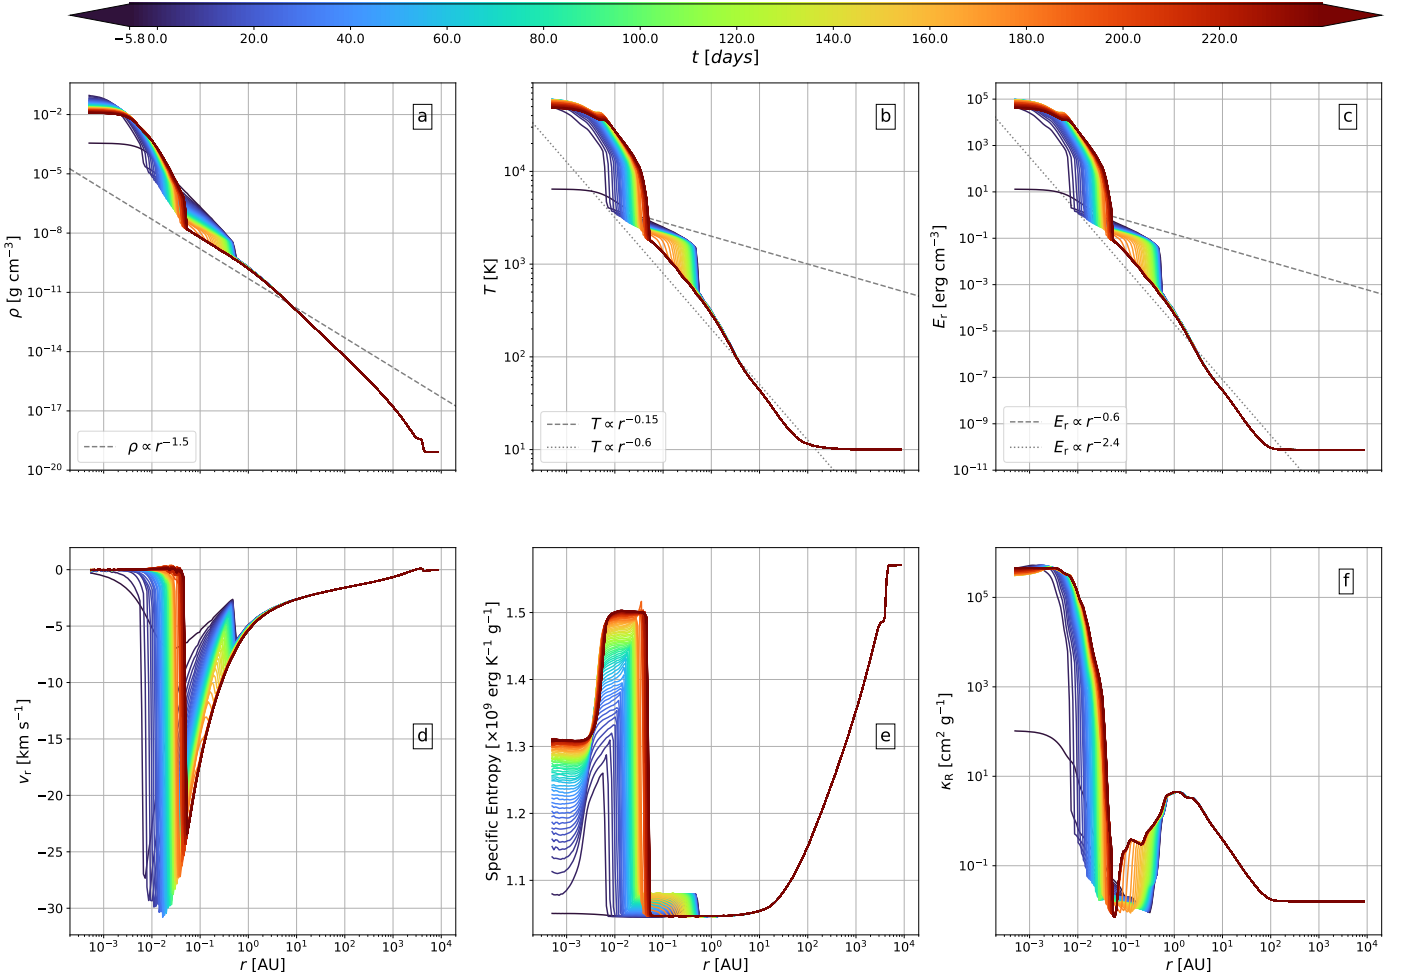 −5.8 0.0 20.0 40.0 60.0 80.0 100.0 120.0 140.0 160.0 180.0 200.0 220.0
t [days]
a
10⁻²
10⁻⁵
10⁻⁸
10⁻¹¹
10⁻¹⁴
10⁻¹⁷
10⁻²⁰
ρ [g cm⁻³]
ρ ∝ r⁻¹·⁵
b
10⁴
10³
10²
10¹
T [K]
T ∝ r⁻⁰·¹⁵
T ∝ r⁻⁰·⁶
c
10⁵
10³
10¹
10⁻¹
10⁻³
10⁻⁵
10⁻⁷
10⁻⁹
10⁻¹¹
Eᵣ [erg cm⁻³]
Eᵣ ∝ r⁻⁰·⁶
Eᵣ ∝ r⁻²·⁴
d
0
−5
−10
−15
−20
−25
−30
vᵣ [km s⁻¹]
10⁻³ 10⁻² 10⁻¹ 10⁰ 10¹ 10² 10³ 10⁴
r [AU]
e
1.5
1.4
1.3
1.2
1.1
Specific Entropy [×10⁹ erg K⁻¹ g⁻¹]
10⁻³ 10⁻² 10⁻¹ 10⁰ 10¹ 10² 10³ 10⁴
r [AU]
f
10⁵
10³
10¹
10⁻¹
κ_R [cm² g⁻¹]
10⁻³ 10⁻² 10⁻¹ 10⁰ 10¹ 10² 10³ 10⁴
r [AU]